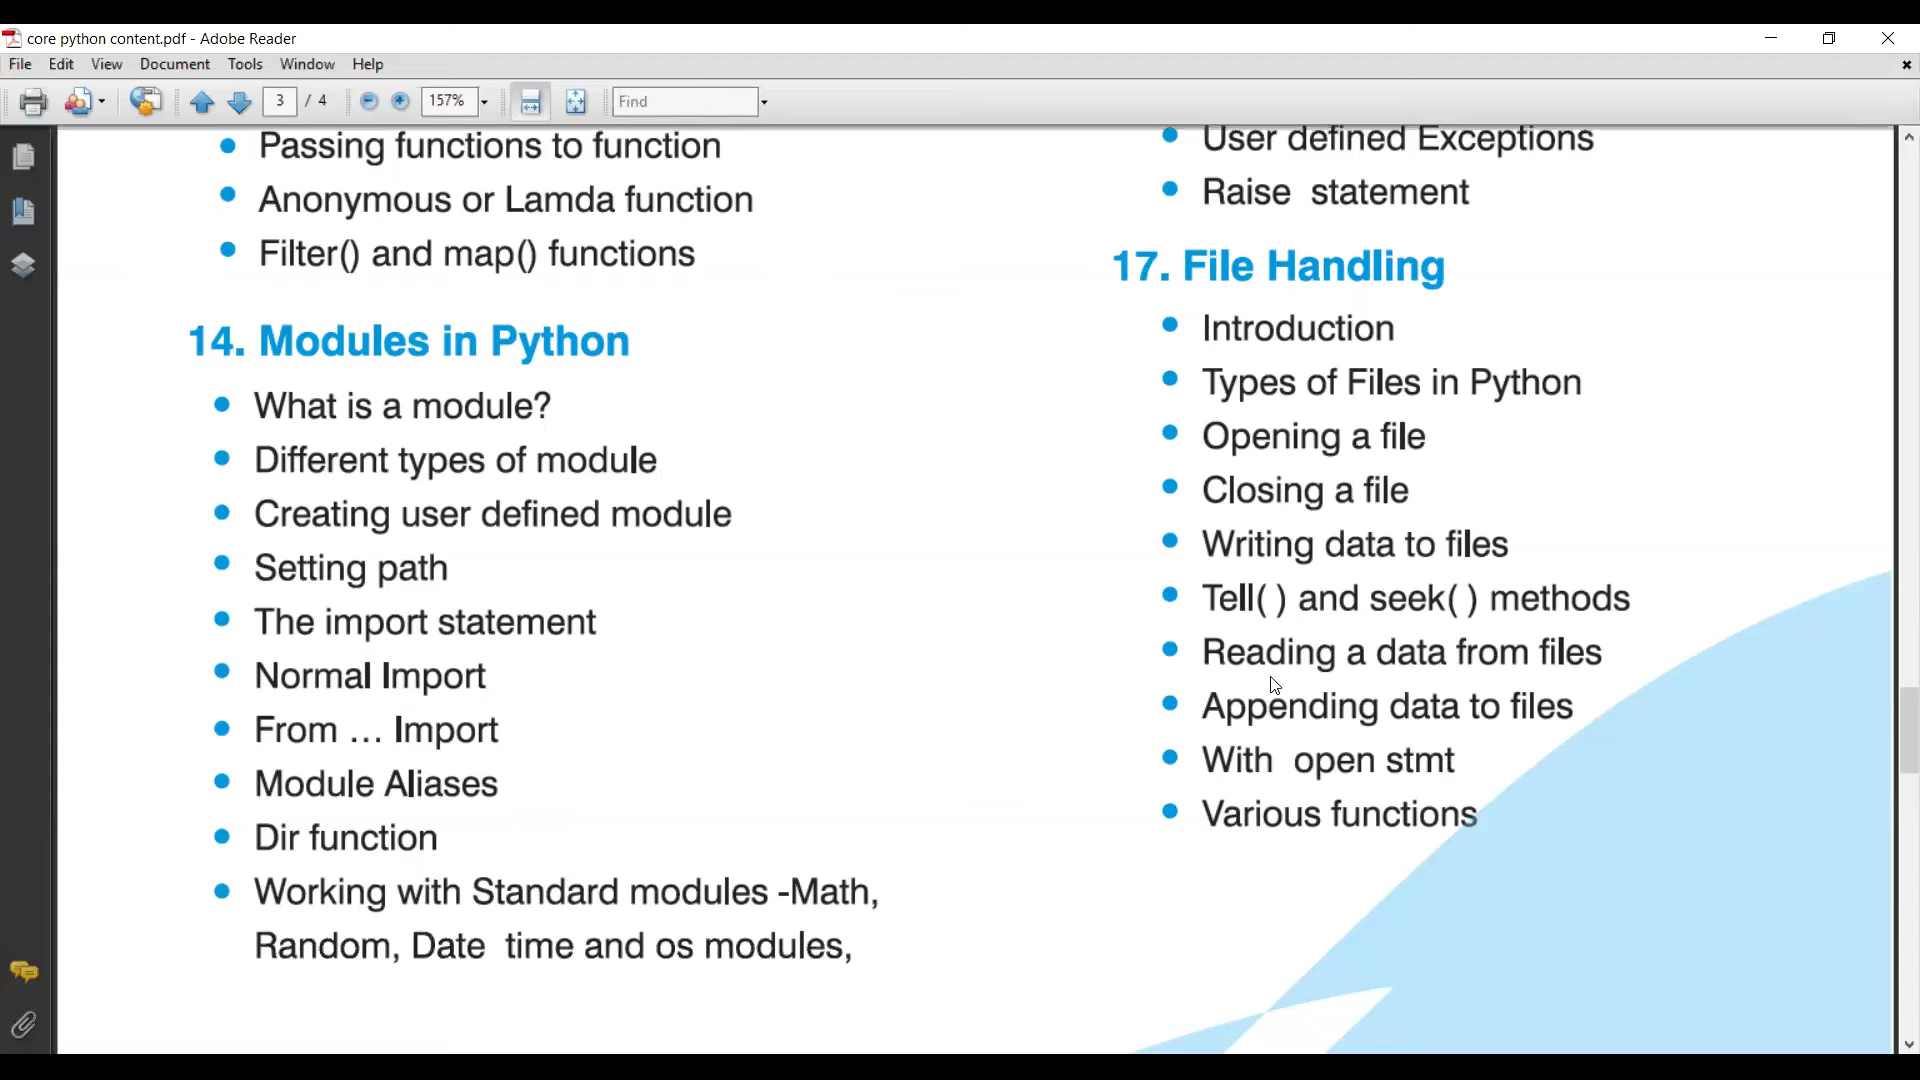 core python content.pdf - Adobe Reader
File Edit View Document Tools Window Help
3 / 4 157% Find
Passing functions to function
Anonymous or Lamda function
Filter() and map() functions
14. Modules in Python
What is a module?
Different types of module
Creating user defined module
Setting path
The import statement
Normal Import
From ... Import
Module Aliases
Dir function
Working with Standard modules -Math,
Random, Date time and os modules,
User defined Exceptions
Raise statement
17. File Handling
Introduction
Types of Files in Python
Opening a file
Closing a file
Writing data to files
Tell( ) and seek( ) methods
Reading a data from files
Appending data to files
With open stmt
Various functions